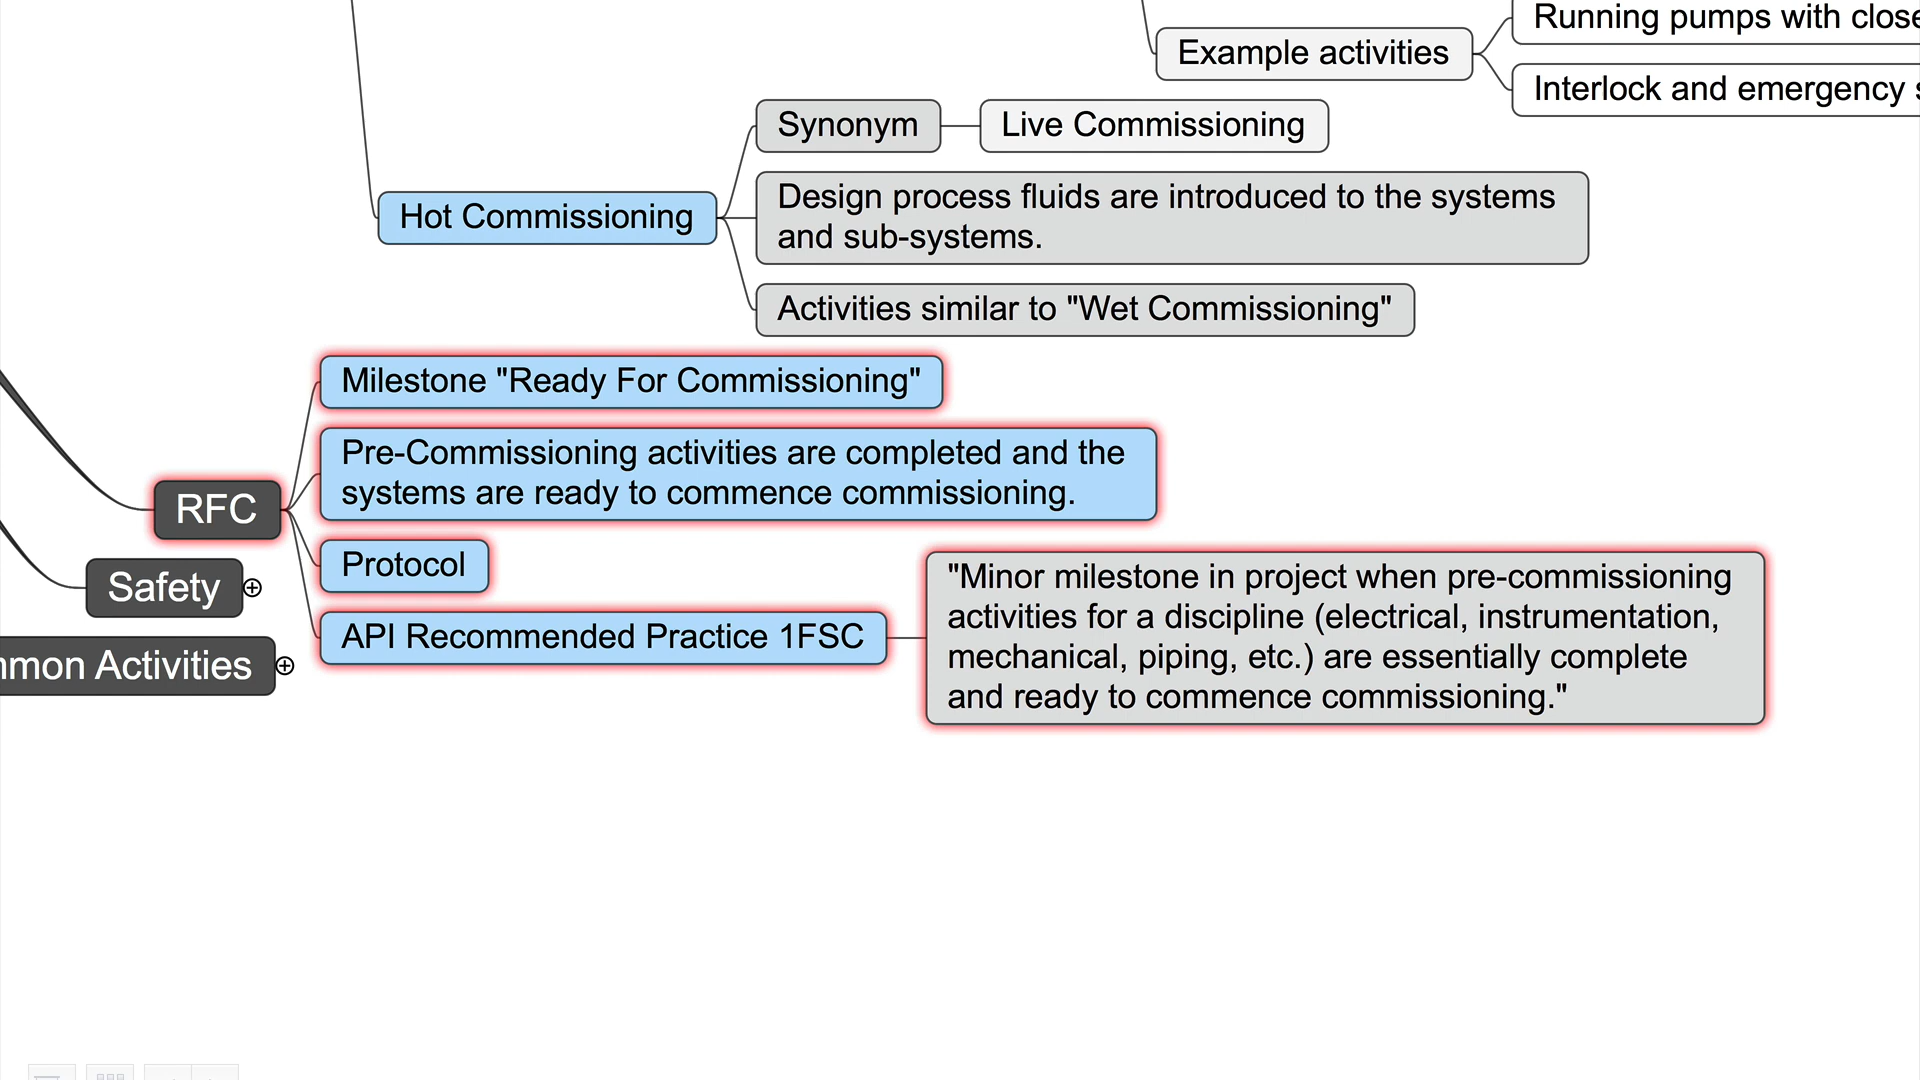 Running pumps with close
Example activities
Interlock and emergency
Synonym
Live Commissioning
Hot Commissioning
Design process fluids are introduced to the systems
and sub-systems.
Activities similar to "Wet Commissioning"
Milestone "Ready For Commissioning"
Pre-Commissioning activities are completed and the
systems are ready to commence commissioning.
RFC
Protocol
API Recommended Practice 1FSC
"Minor milestone in project when pre-commissioning
activities for a discipline (electrical, instrumentation,
mechanical, piping, etc.) are essentially complete
and ready to commence commissioning."
Safety
mmon Activities